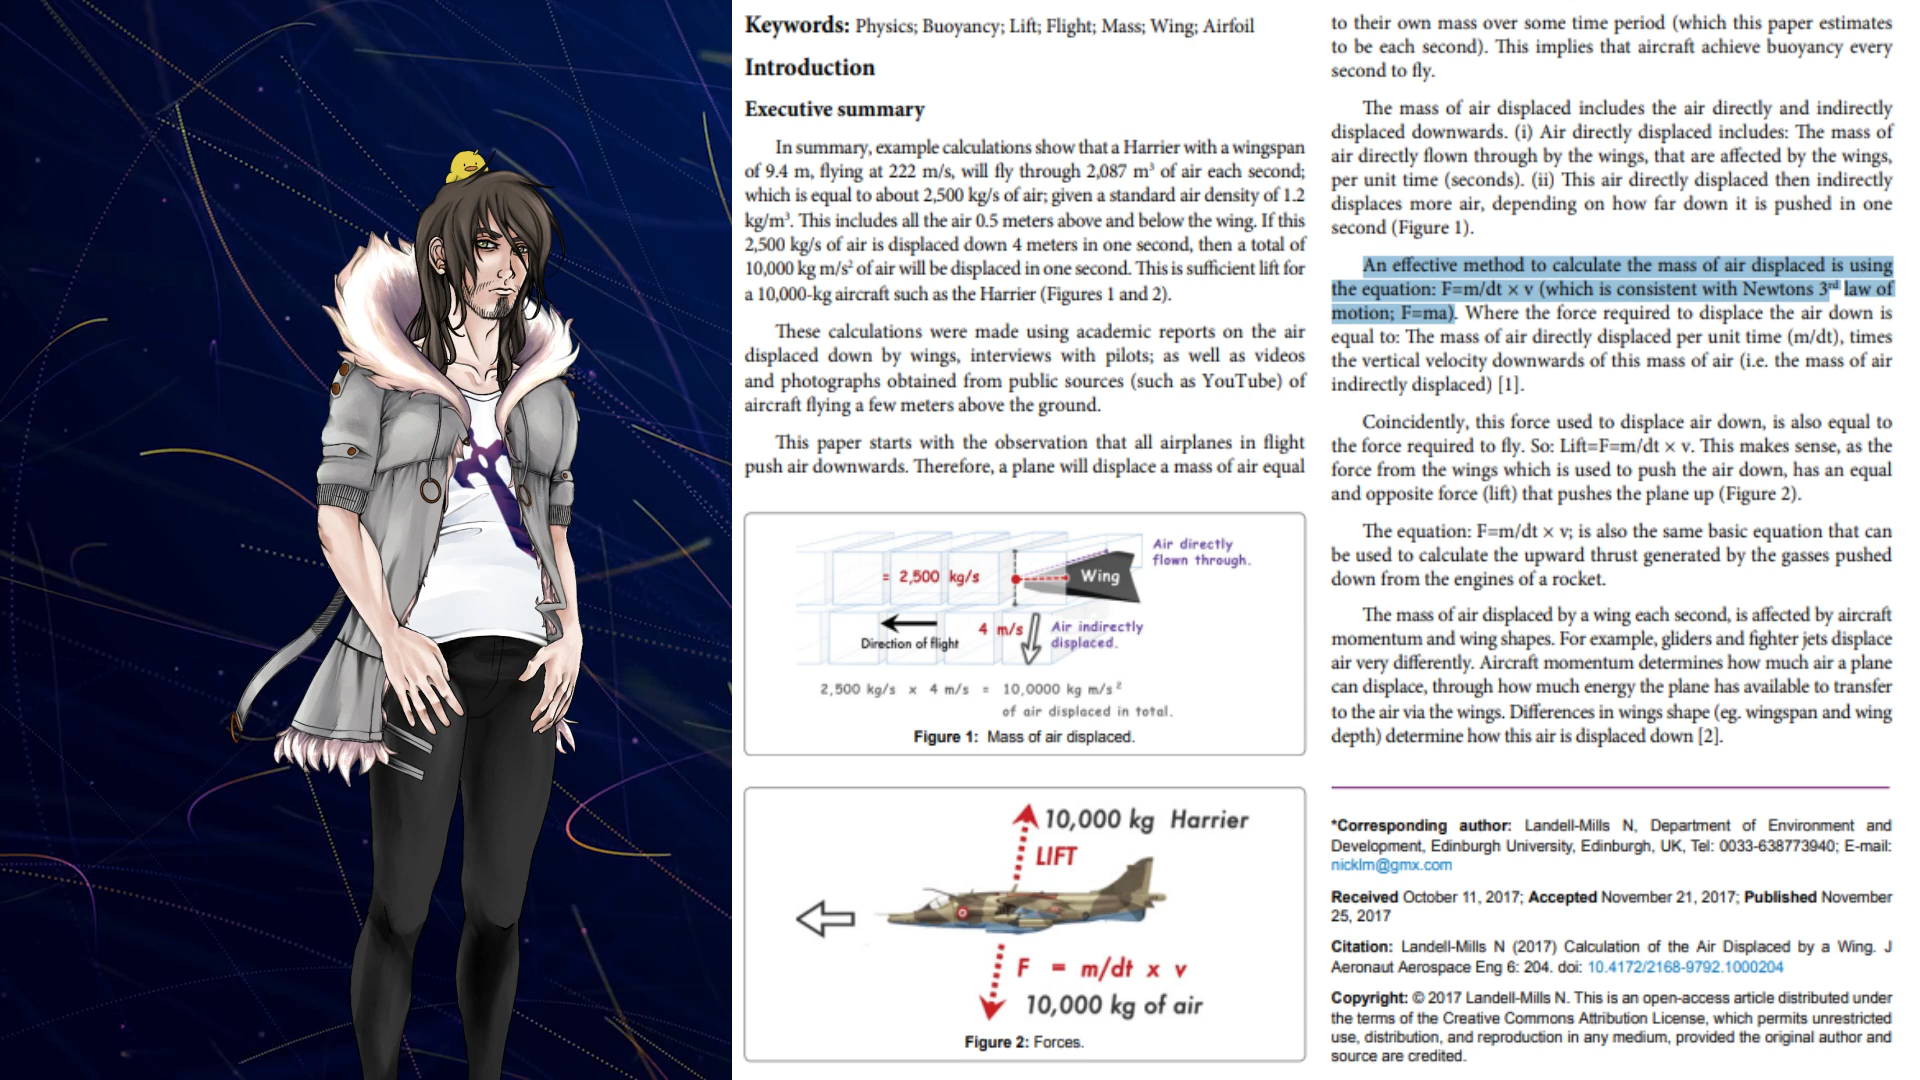 Keywords: Physics; Buoyancy; Lift; Flight; Mass; Wing; Airfoil
Introduction
Executive summary
In summary, example calculations show that a Harrier with a wingspan
of 9.4 m, flying at 222 m/s, will fly through 2,087 m³ of air each second;
which is equal to about 2,500 kg/s of air; given a standard air density of 1.2
kg/m³. This includes all the air 0.5 meters above and below the wing. If this
2,500 kg/s of air is displaced down 4 meters in one second, then a total of
10,000 kg m/s² of air will be displaced in one second. This is sufficient lift for
a 10,000-kg aircraft such as the Harrier (Figures 1 and 2).
These calculations were made using academic reports on the air
displaced down by wings, interviews with pilots; as well as videos
and photographs obtained from public sources (such as YouTube) of
aircraft flying a few meters above the ground.
This paper starts with the observation that all airplanes in flight
push air downwards. Therefore, a plane will displace a mass of air equal
Air directly
flown through.
= 2,500 kg/s
Wing
4 m/s
Air indirectly
displaced.
Direction of flight
2,500 kg/s x 4 m/s = 10,0000 kg m/s²
of air displaced in total.
Figure 1: Mass of air displaced.
10,000 kg Harrier
LIFT
F = m/dt x v
10,000 kg of air
Figure 2: Forces.
to their own mass over some time period (which this paper estimates
to be each second). This implies that aircraft achieve buoyancy every
second to fly.
The mass of air displaced includes the air directly and indirectly
displaced downwards. (i) Air directly displaced includes: The mass of
air directly flown through by the wings, that are affected by the wings,
per unit time (seconds). (ii) This air directly displaced then indirectly
displaces more air, depending on how far down it is pushed in one
second (Figure 1).
An effective method to calculate the mass of air displaced is using
the equation: F=m/dt × v (which is consistent with Newtons 3rd law of
motion; F=ma). Where the force required to displace the air down is
equal to: The mass of air directly displaced per unit time (m/dt), times
the vertical velocity downwards of this mass of air (i.e. the mass of air
indirectly displaced) [1].
Coincidently, this force used to displace air down, is also equal to
the force required to fly. So: Lift=F=m/dt × v. This makes sense, as the
force from the wings which is used to push the air down, has an equal
and opposite force (lift) that pushes the plane up (Figure 2).
The equation: F=m/dt × v; is also the same basic equation that can
be used to calculate the upward thrust generated by the gasses pushed
down from the engines of a rocket.
The mass of air displaced by a wing each second, is affected by aircraft
momentum and wing shapes. For example, gliders and fighter jets displace
air very differently. Aircraft momentum determines how much air a plane
can displace, through how much energy the plane has available to transfer
to the air via the wings. Differences in wings shape (eg. wingspan and wing
depth) determine how this air is displaced down [2].
*Corresponding author: Landell-Mills N, Department of Environment and
Development, Edinburgh University, Edinburgh, UK, Tel: 0033-638773940; E-mail:
nicklm@gmx.com
Received October 11, 2017; Accepted November 21, 2017; Published November
25, 2017
Citation: Landell-Mills N (2017) Calculation of the Air Displaced by a Wing. J
Aeronaut Aerospace Eng 6: 204. doi: 10.4172/2168-9792.1000204
Copyright: © 2017 Landell-Mills N. This is an open-access article distributed under
the terms of the Creative Commons Attribution License, which permits unrestricted
use, distribution, and reproduction in any medium, provided the original author and
source are credited.